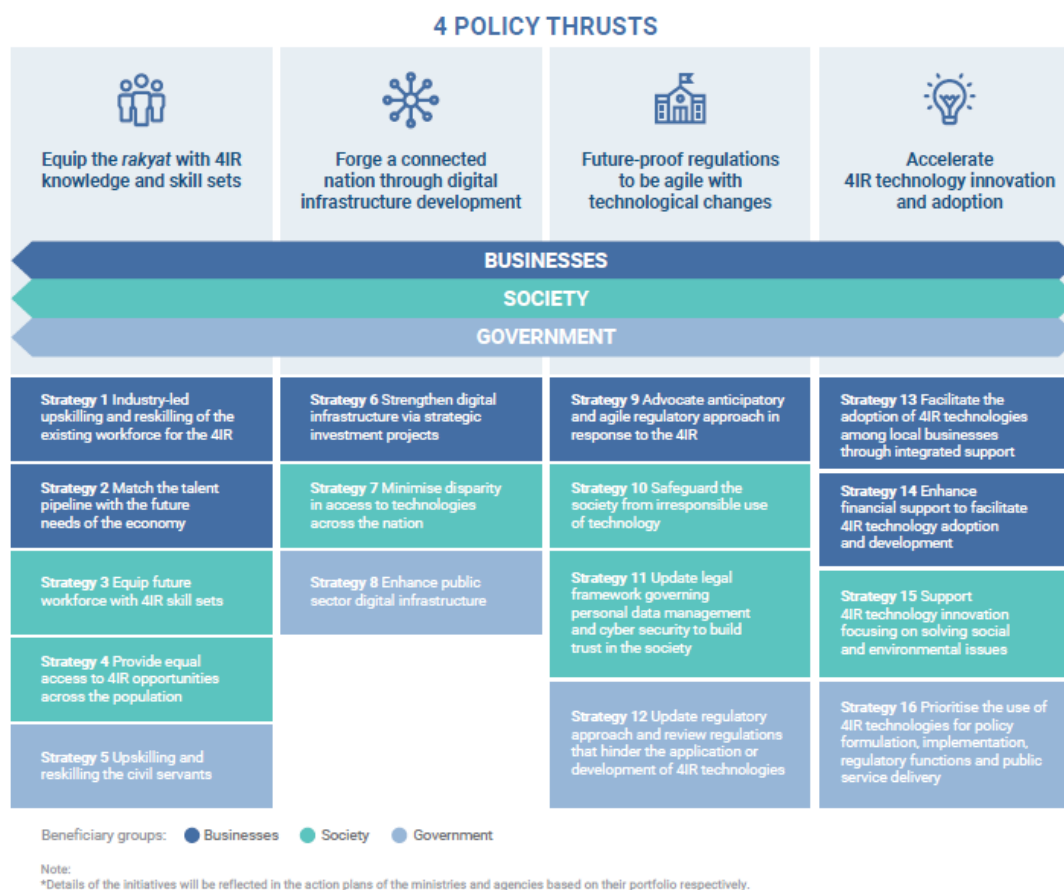 4 POLICY THRUSTS
Equip the rakyat with 4IR
knowledge and skill sets
Forge a connected
nation through digital
infrastructure development
Future-proof regulations
to be agile with
technological changes
Accelerate
4IR technology innovation
and adoption
BUSINESSES
SOCIETY
GOVERNMENT
Strategy 1 Industry-led
upskilling and reskilling of the
existing workforce for the 4IR
Strategy 2 Match the talent
pipeline with the future
needs of the economy
Strategy 3 Equip future
workforce with 4IR skill sets
Strategy 4 Provide equal
access to 4IR opportunities
across the population
Strategy 5 Upskilling and
reskilling the civil servants
Strategy 6 Strengthen digital
infrastructure via strategic
investment projects
Strategy 7 Minimise disparity
in access to technologies
across the nation
Strategy 8 Enhance public
sector digital infrastructure
Strategy 9 Advocate anticipatory
and agile regulatory approach in
response to the 4IR
Strategy 10 Safeguard the
society from irresponsible use
of technology
Strategy 11 Update legal
framework governing
personal data management
and cyber security to build
trust in the society
Strategy 12 Update regulatory
approach and review regulations
that hinder the application or
development of 4IR technologies
Strategy 13 Facilitate the
adoption of 4IR technologies
among local businesses
through integrated support
Strategy 14 Enhance
financial support to facilitate
4IR technology adoption
and development
Strategy 15 Support
4IR technology innovation
focusing on solving social
and environmental issues
Strategy 16 Prioritise the use of
4IR technologies for policy
formulation, implementation,
regulatory functions and public
service delivery
Beneficiary groups: Businesses Society Government
Note:
*Details of the initiatives will be reflected in the action plans of the ministries and agencies based on their portfolio respectively.